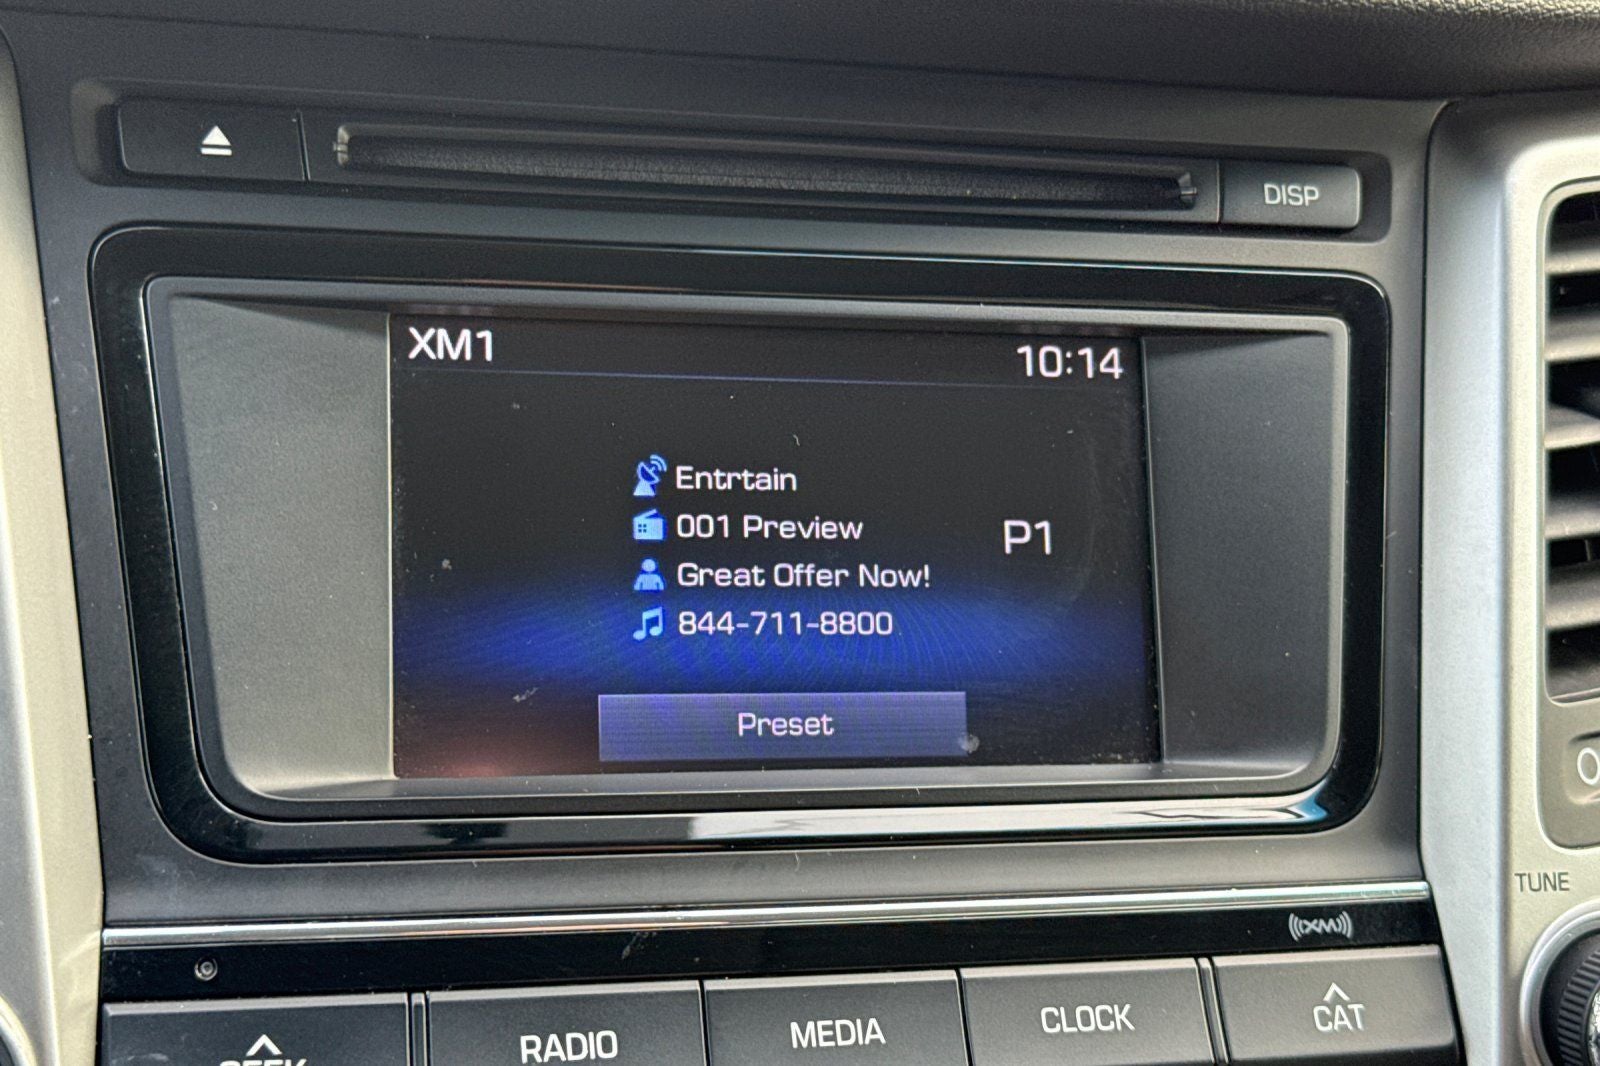 DISP
XM1
10:14
Entrtain
001 Preview
P1
Great Offer Now!
844-711-8800
Preset
TUNE
XM
SEEK
RADIO
MEDIA
CLOCK
CAT